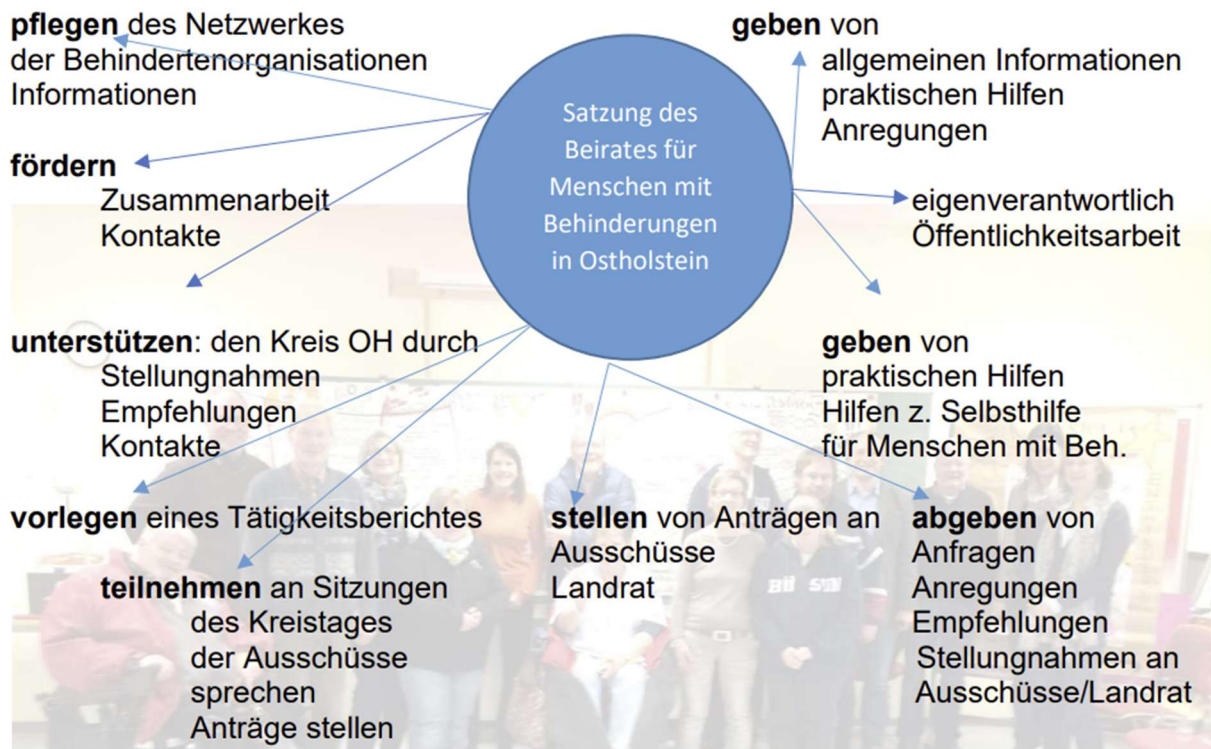 pflegen des Netzwerkes
der Behindertenorganisationen
Informationen
fördern
Zusammenarbeit
Kontakte
unterstützen: den Kreis OH durch
Stellungnahmen
Empfehlungen
Kontakte
vorlegen eines Tätigkeitsberichtes
teilnehmen an Sitzungen
des Kreistages
der Ausschüsse
sprechen
Anträge stellen
Satzung des
Beirates für
Menschen mit
Behinderungen
in Ostholstein
stellen von Anträgen an
Ausschüsse
Landrat
geben von
allgemeinen Informationen
praktischen Hilfen
Anregungen
eigenverantwortlich
Öffentlichkeitsarbeit
geben von
praktischen Hilfen
Hilfen z. Selbsthilfe
für Menschen mit Beh.
abgeben von
Anfragen
Anregungen
Empfehlungen
Stellungnahmen an
Ausschüsse/Landrat